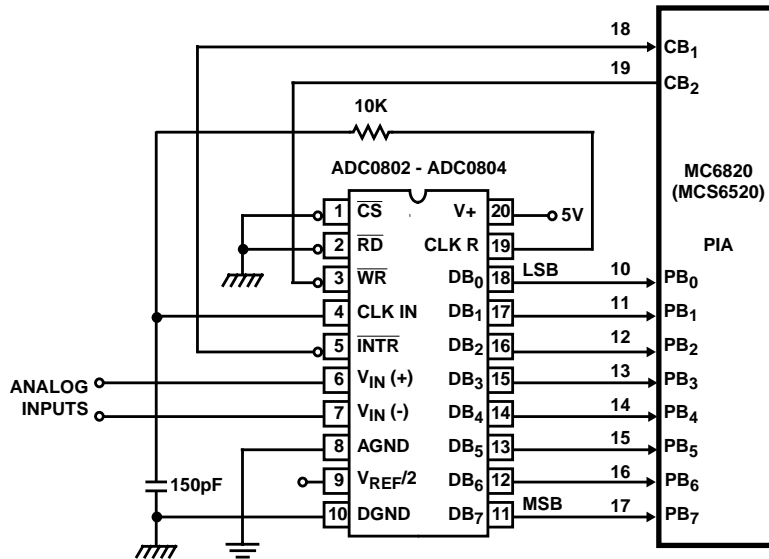 18
CB1
19
CB2
10K
ADC0802 - ADC0804
MC6820
(MCS6520)
PIA
1 CS V+ 20 5V
2 RD CLK R 19
3 WR DB0 18 LSB 10 PB0
4 CLK IN DB1 17 11 PB1
5 INTR DB2 16 12 PB2
ANALOG
INPUTS
6 VIN (+) DB3 15 13 PB3
7 VIN (-) DB4 14 14 PB4
8 AGND DB5 13 15 PB5
150pF
9 VREF/2 DB6 12 16 PB6
10 DGND DB7 11 MSB 17 PB7